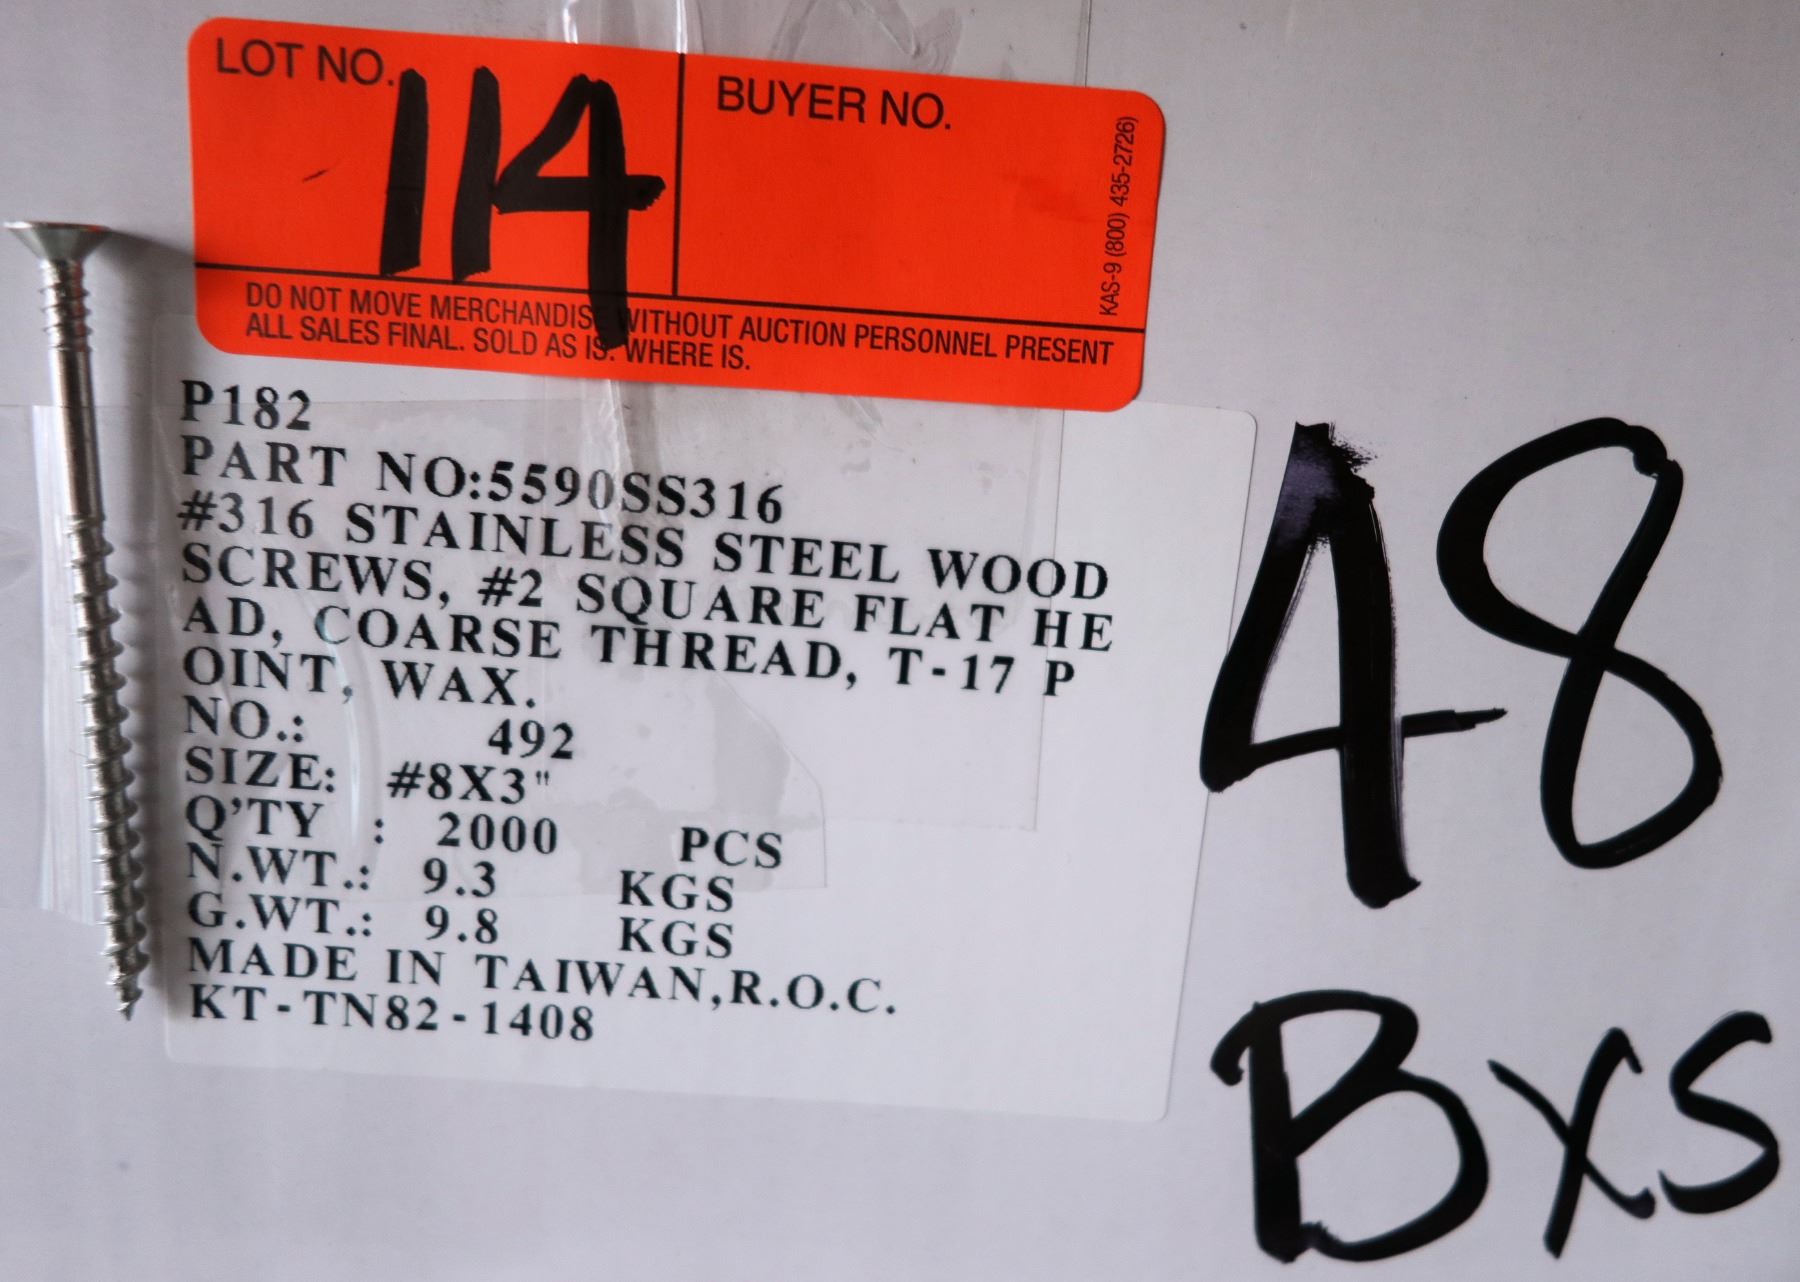 LOT NO. 114
BUYER NO.
KAS-9 (800) 435-2726)
DO NOT MOVE MERCHANDISE WITHOUT AUCTION PERSONNEL PRESENT
ALL SALES FINAL. SOLD AS IS. WHERE IS.
P182
PART NO:5590SS316
#316 STAINLESS STEEL WOOD
SCREWS, #2 SQUARE FLAT HE
AD, COARSE THREAD, T-17 P
OINT, WAX.
NO.: 492
SIZE: #8X3"
Q'TY : 2000 PCS
N.WT.: 9.3 KGS
G.WT.: 9.8 KGS
MADE IN TAIWAN,R.O.C.
KT-TN82-1408
48
BXS